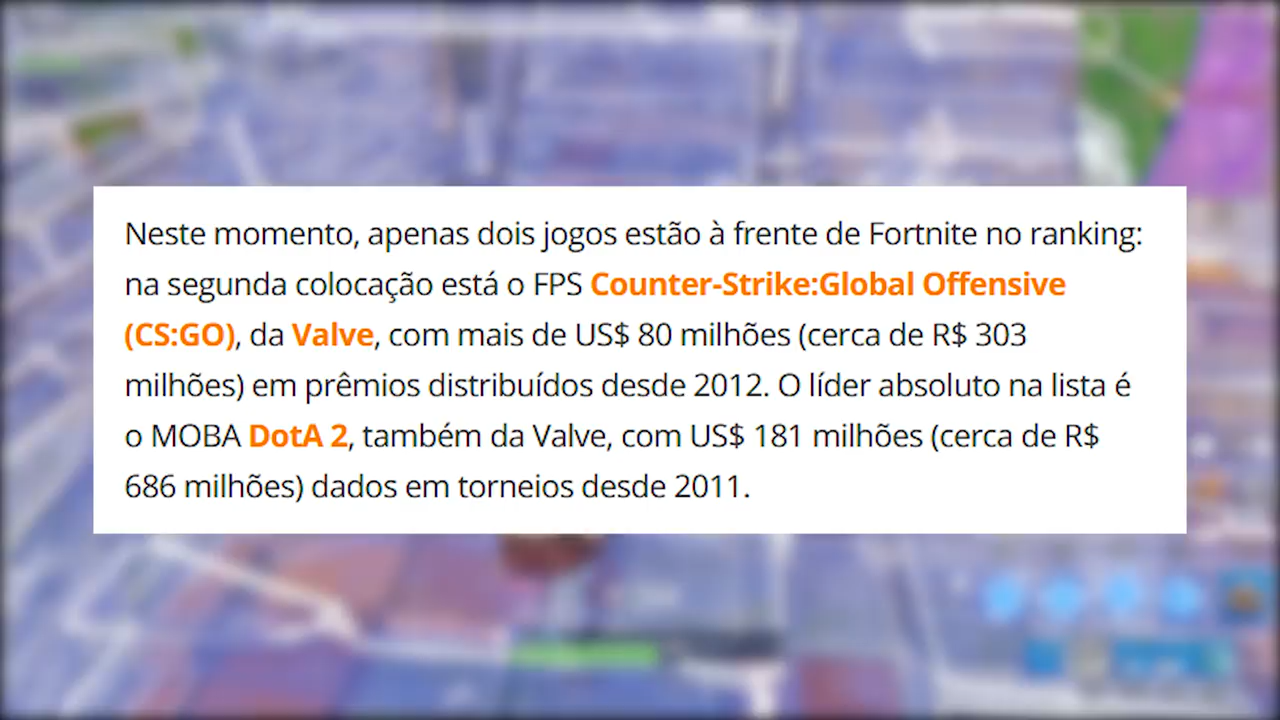 Neste momento, apenas dois jogos estão à frente de Fortnite no ranking:
na segunda colocação está o FPS Counter-Strike:Global Offensive
(CS:GO), da Valve, com mais de US$ 80 milhões (cerca de R$ 303
milhões) em prêmios distribuídos desde 2012. O líder absoluto na lista é
o MOBA DotA 2, também da Valve, com US$ 181 milhões (cerca de R$
686 milhões) dados em torneios desde 2011.